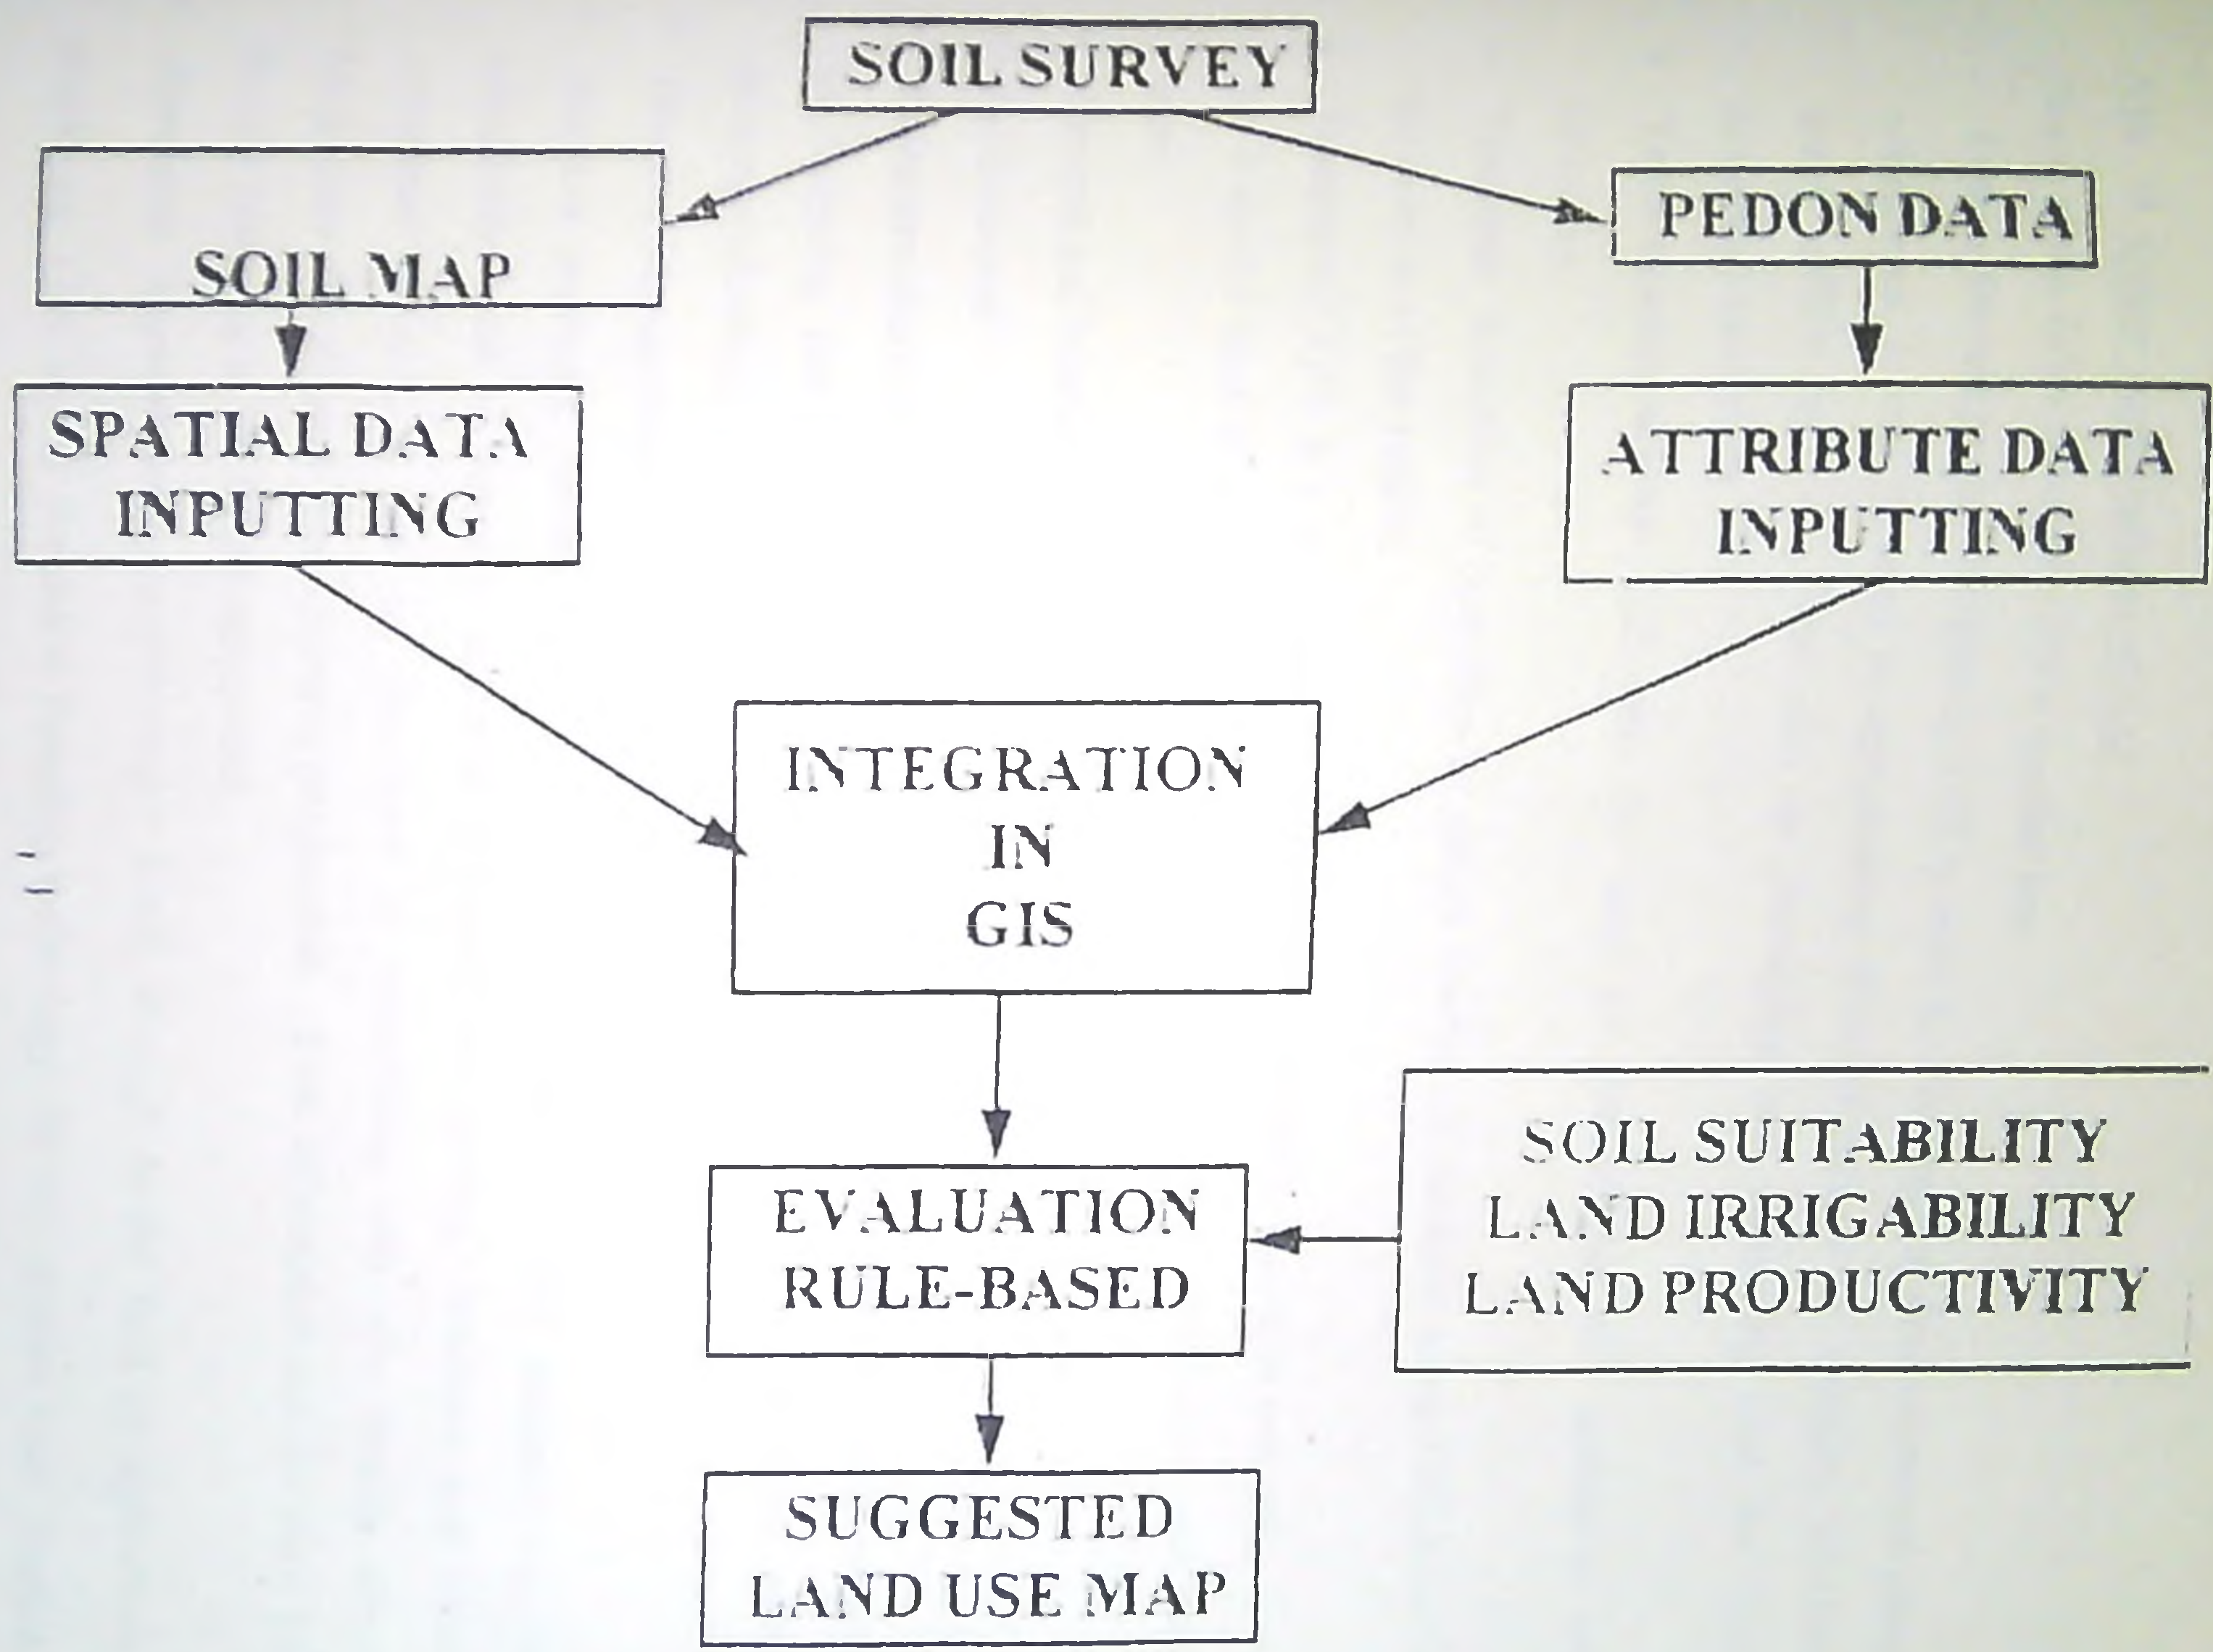 SOIL SURVEY
SOIL MAP
PEDON DATA
SPATIAL DATA
INPUTTING
ATTRIBUTE DATA
INPUTTING
INTEGRATION
IN
GIS
EVALUATION
RULE-BASED
SOIL SUITABILITY
LAND IRRIGABILITY
LAND PRODUCTIVITY
SUGGESTED
LAND USE MAP